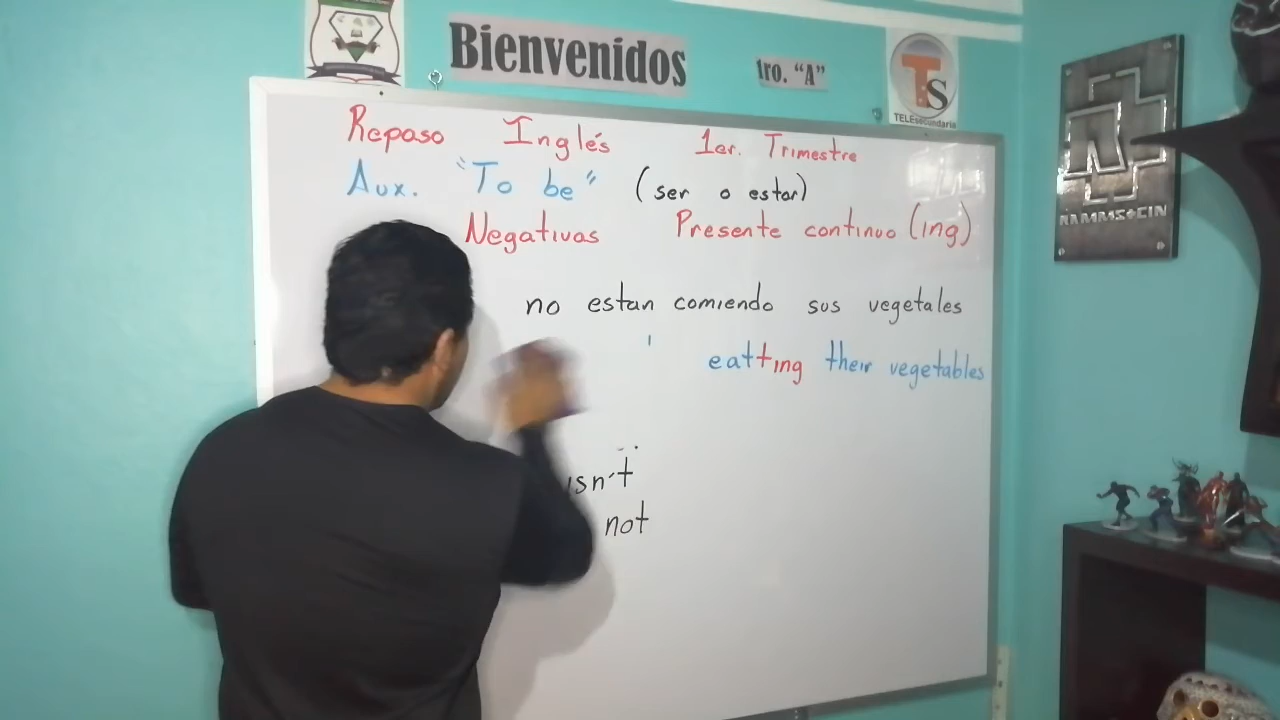 Bienvenidos
1ro. "A"
TS
TELEsecundaria
RAMMSTEIN
Repaso Inglés 1er. Trimestre
Aux. "To be" (ser o estar)
Negativas Presente continuo (ing)
no estan comiendo sus vegetales
eatting their vegetables
isn't
not